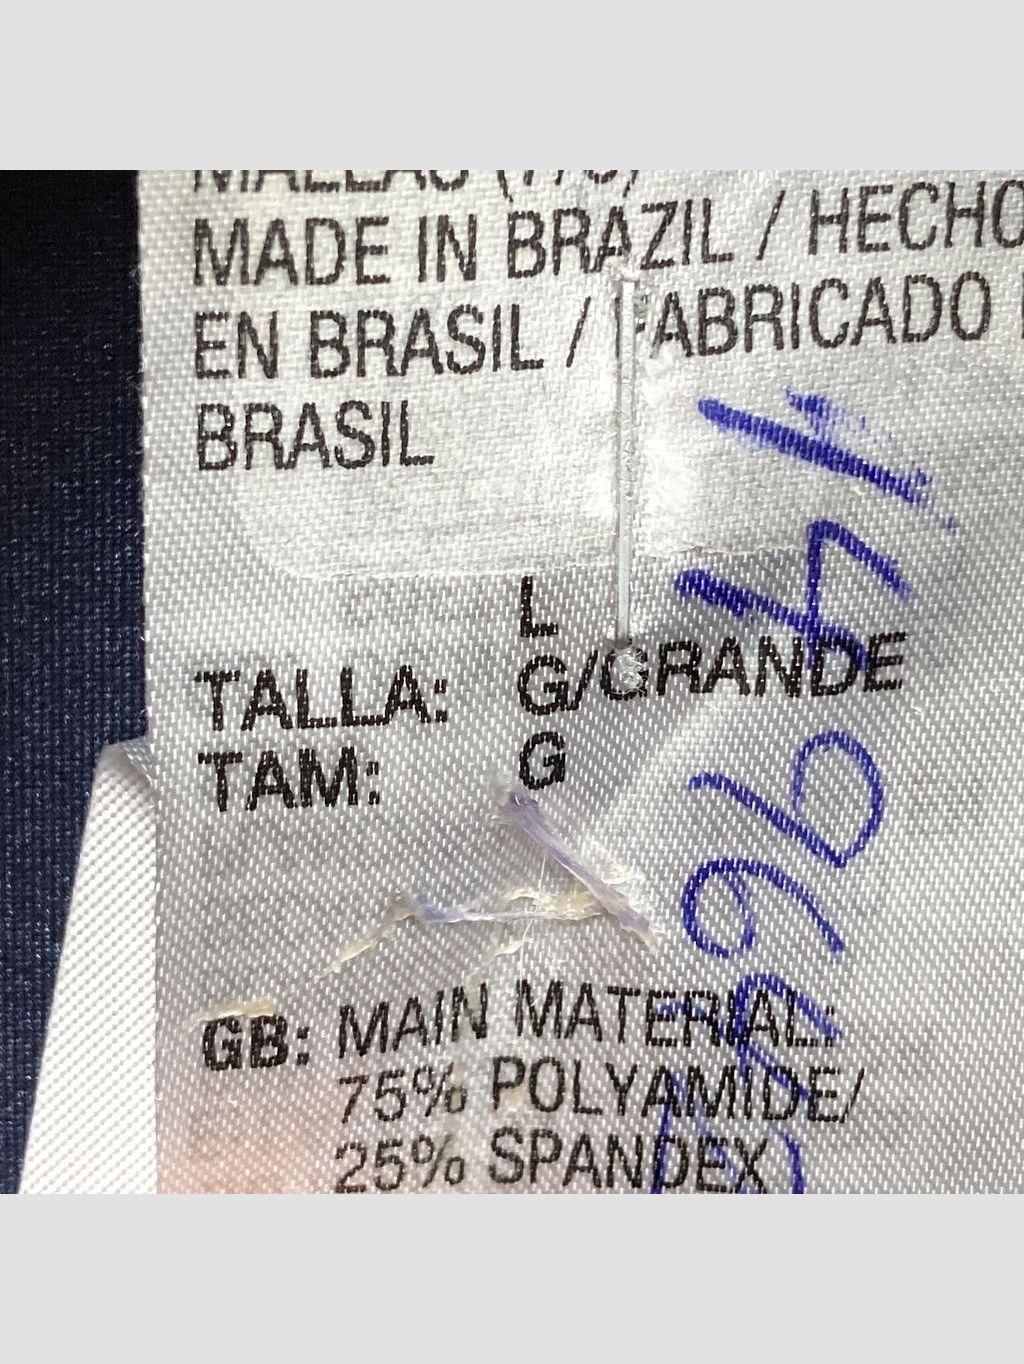 MADE IN BRAZIL / HECHO
EN BRASIL / FABRICADO
BRASIL
L
TALLA: G/GRANDE
TAM: G
GB: MAIN MATERIAL:
75% POLYAMIDE/
25% SPANDEX